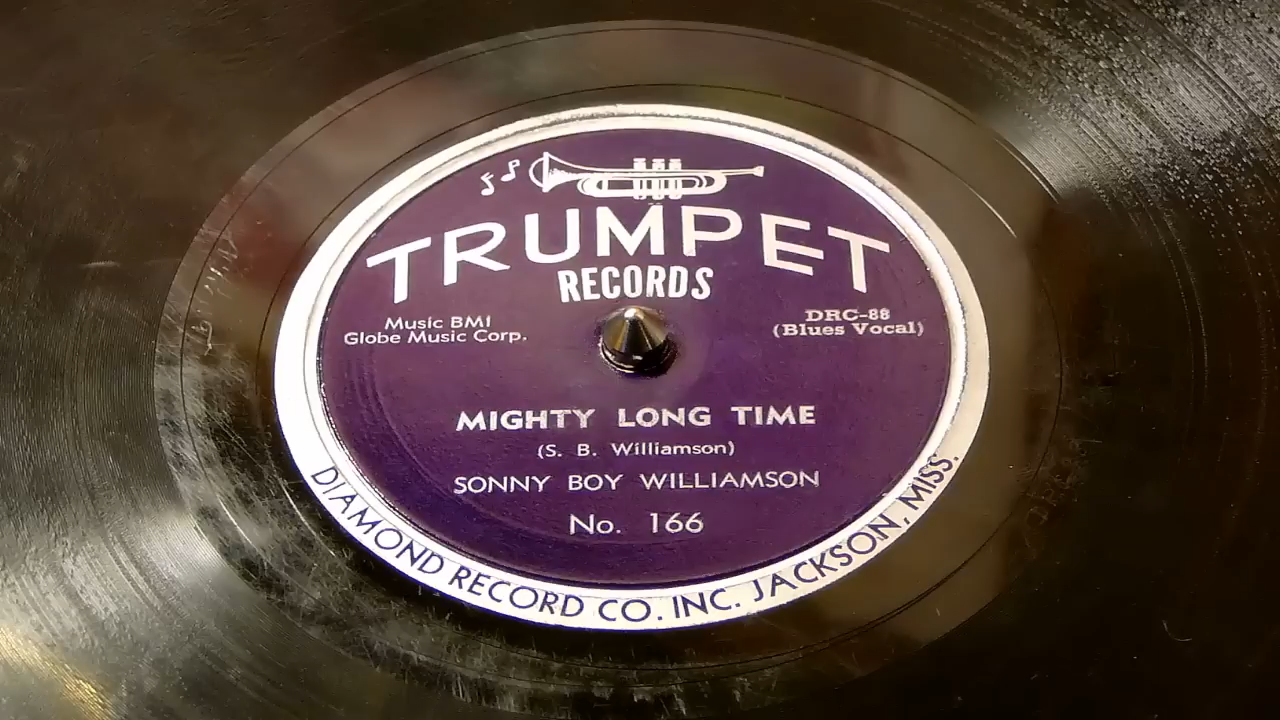 TRUMPET
RECORDS
Music BMI
Globe Music Corp.
DRC-88
(Blues Vocal)
MIGHTY LONG TIME
(S. B. Williamson)
SONNY BOY WILLIAMSON
No. 166
DIAMOND RECORD CO. INC. JACKSON, MISS.